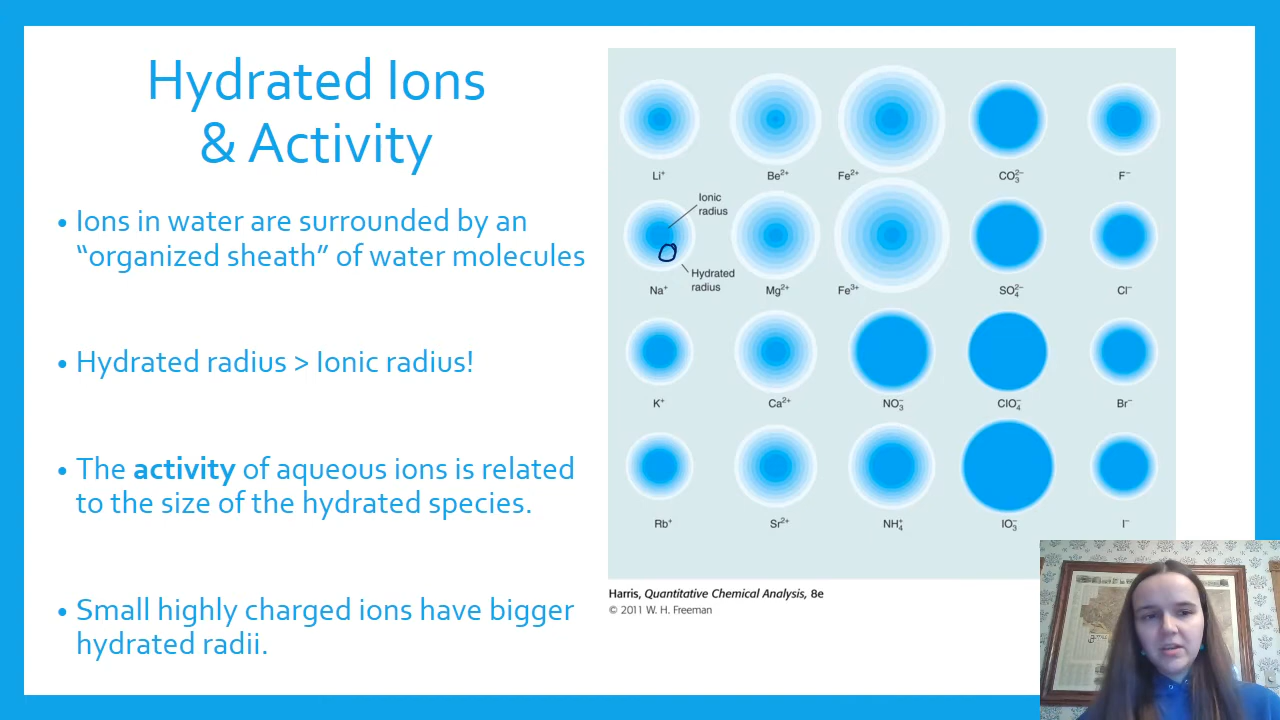 Hydrated Ions
& Activity
• Ions in water are surrounded by an
“organized sheath” of water molecules
• Hydrated radius > Ionic radius!
• The activity of aqueous ions is related
to the size of the hydrated species.
• Small highly charged ions have bigger
hydrated radii.
Li⁺ Be²⁺ Fe²⁺ CO₃²⁻ F⁻
Ionic
radius
Hydrated
radius
Na⁺ Mg²⁺ Fe³⁺ SO₄²⁻ Cl⁻
K⁺ Ca²⁺ NO₃⁻ ClO₄⁻ Br⁻
Rb⁺ Sr²⁺ NH₄⁺ IO₃⁻ I⁻
Harris, Quantitative Chemical Analysis, 8e
© 2011 W. H. Freeman